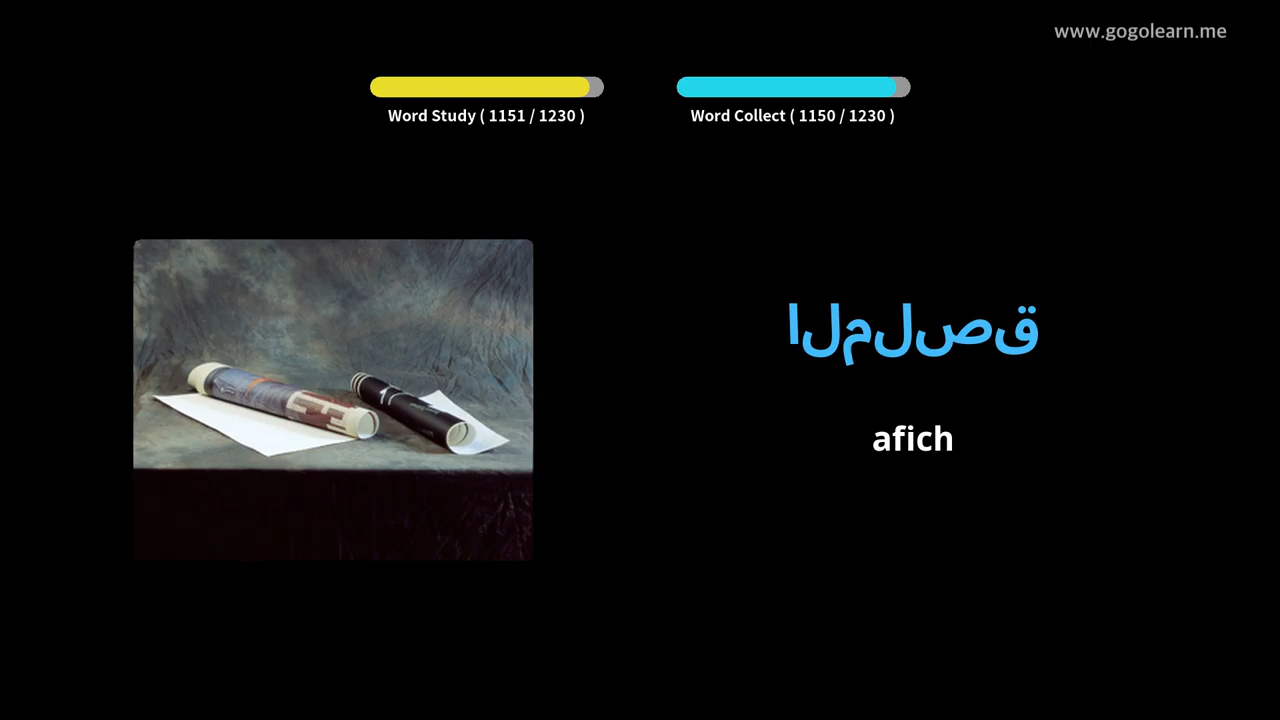 www.gogolearn.me
Word Study ( 1151 / 1230 )
Word Collect ( 1150 / 1230 )
الملصق
afich